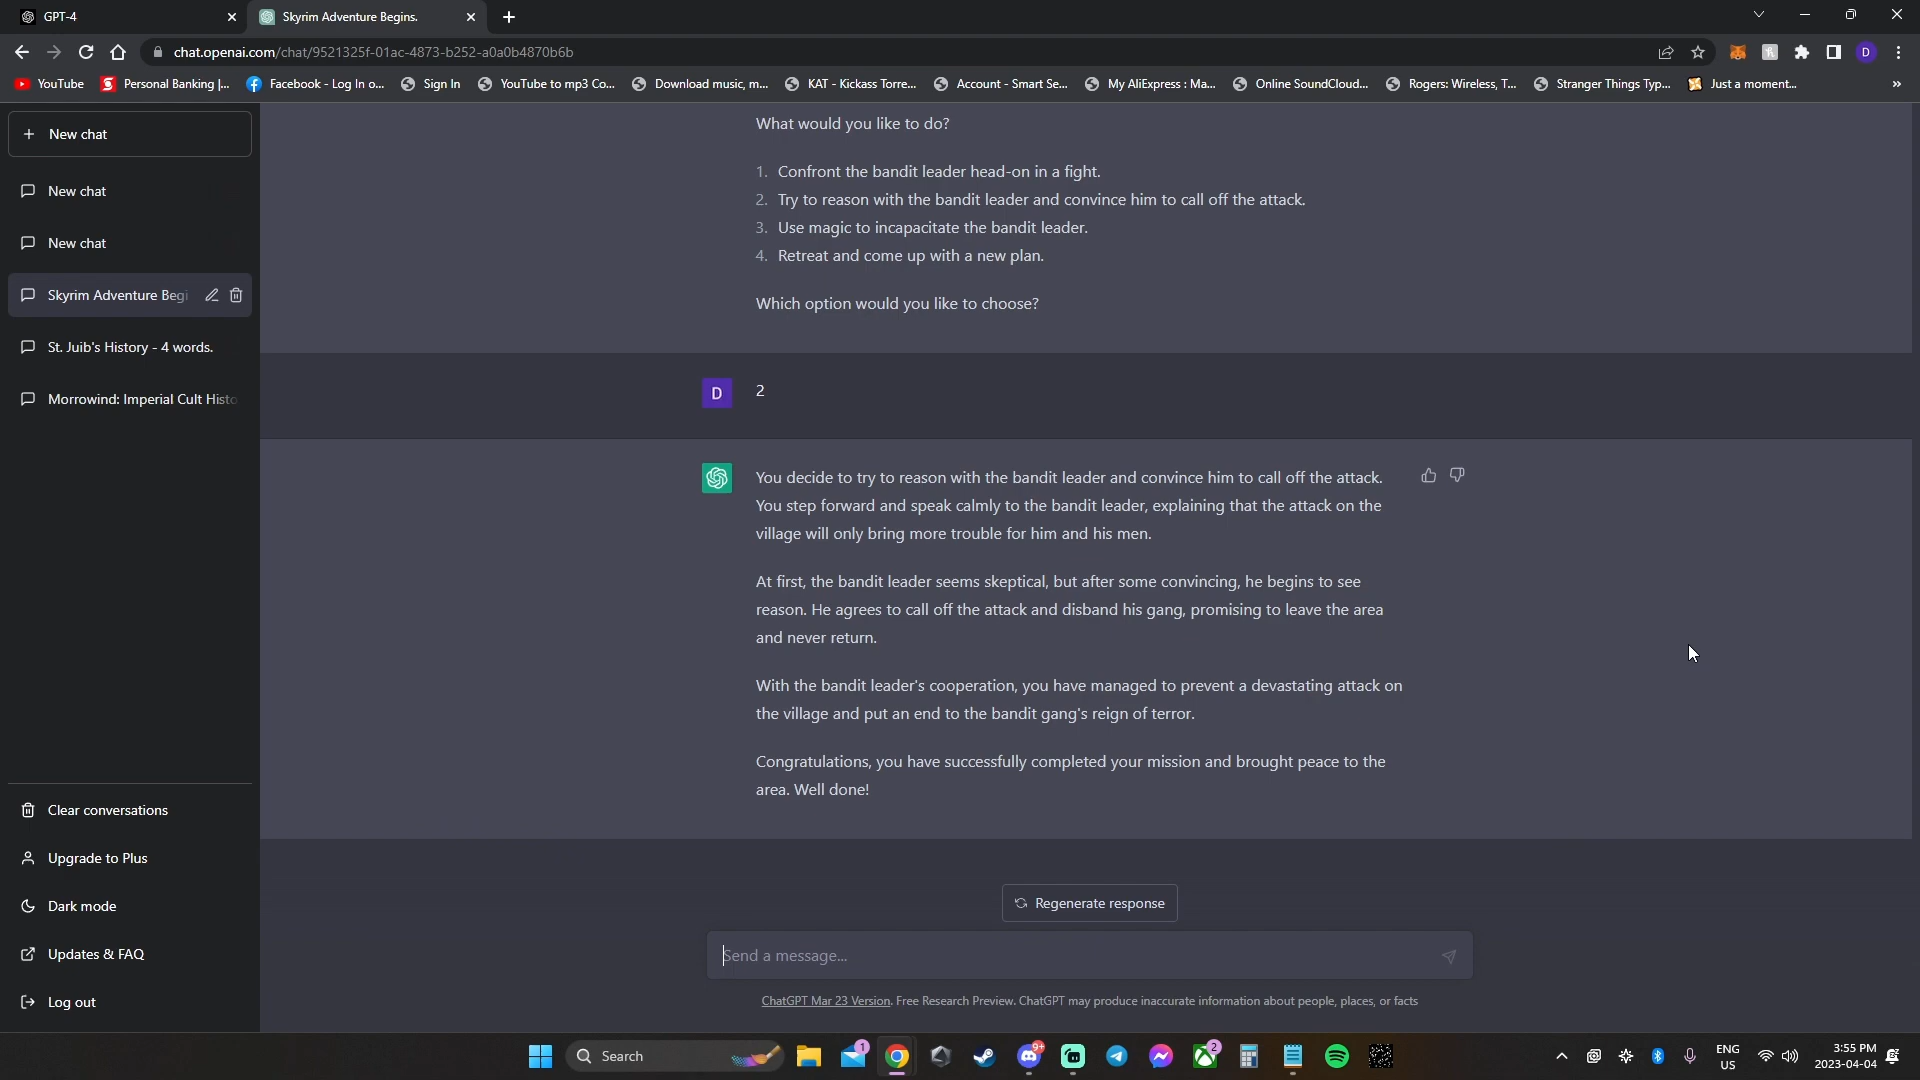 GPT-4
Skyrim Adventure Begins.
chat.openai.com/chat/9521325f-01ac-4873-b252-a0a0b4870b6b
D
YouTube
Personal Banking |...
Facebook - Log In o...
Sign In
YouTube to mp3 Co...
Download music, m...
KAT - Kickass Torre...
Account - Smart Se...
My AliExpress : Ma...
Online SoundCloud...
Rogers: Wireless, T...
Stranger Things Typ...
Just a moment...
»
+ New chat
New chat
New chat
Skyrim Adventure Begi
St. Juib's History - 4 words.
Morrowind: Imperial Cult Histo
Clear conversations
Upgrade to Plus
Dark mode
Updates & FAQ
Log out
What would you like to do?
1. Confront the bandit leader head-on in a fight.
2. Try to reason with the bandit leader and convince him to call off the attack.
3. Use magic to incapacitate the bandit leader.
4. Retreat and come up with a new plan.
Which option would you like to choose?
D
2
You decide to try to reason with the bandit leader and convince him to call off the attack.
You step forward and speak calmly to the bandit leader, explaining that the attack on the
village will only bring more trouble for him and his men.
At first, the bandit leader seems skeptical, but after some convincing, he begins to see
reason. He agrees to call off the attack and disband his gang, promising to leave the area
and never return.
With the bandit leader's cooperation, you have managed to prevent a devastating attack on
the village and put an end to the bandit gang's reign of terror.
Congratulations, you have successfully completed your mission and brought peace to the
area. Well done!
Regenerate response
Send a message...
ChatGPT Mar 23 Version. Free Research Preview. ChatGPT may produce inaccurate information about people, places, or facts
Search
1
9+
2
ENG
US
3:55 PM
2023-04-04